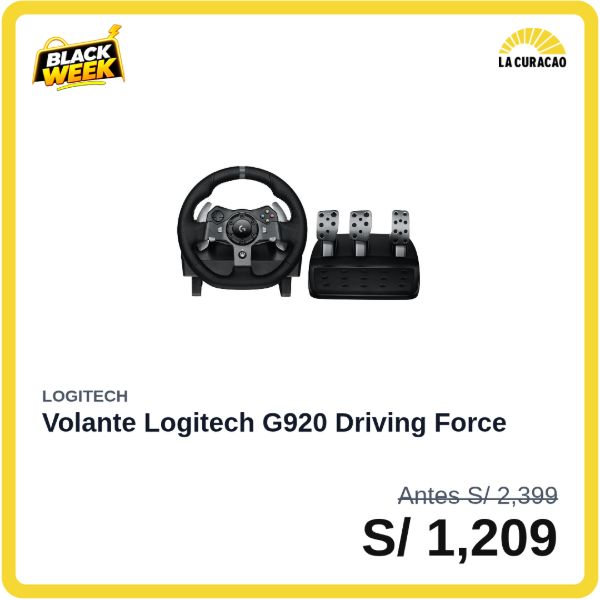 BLACK
WEEK
LA CURACAO
LOGITECH
Volante Logitech G920 Driving Force
Antes S/ 2,399
S/ 1,209